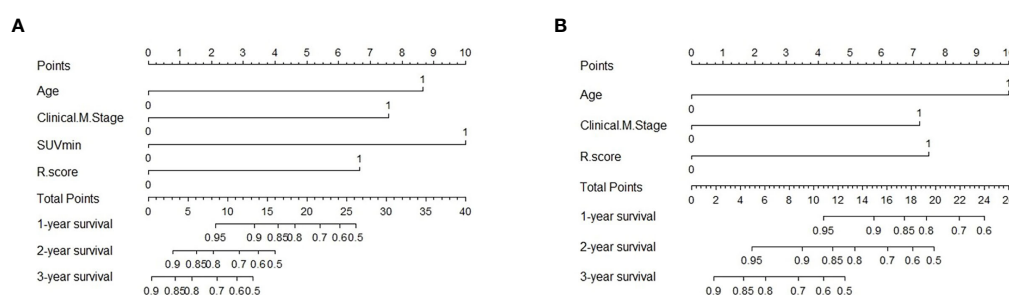 A
0 1 2 3 4 5 6 7 8 9 10
Points
1
Age
0
1
Clinical.M.Stage
0
1
SUVmin
0
1
R.score
0
Total Points
0 5 10 15 20 25 30 35 40
1-year survival
0.95 0.9 0.85 0.8 0.7 0.6 0.5
2-year survival
0.9 0.85 0.8 0.7 0.6 0.5
3-year survival
0.9 0.85 0.8 0.7 0.6 0.5
B
0 1 2 3 4 5 6 7 8 9 10
Points
1
Age
0
1
Clinical.M.Stage
0
1
R.score
0
Total Points
0 2 4 6 8 10 12 14 16 18 20 22 24
1-year survival
0.95 0.9 0.85 0.8 0.7 0.6
2-year survival
0.95 0.9 0.85 0.8 0.7 0.6 0.5
3-year survival
0.9 0.85 0.8 0.7 0.6 0.5